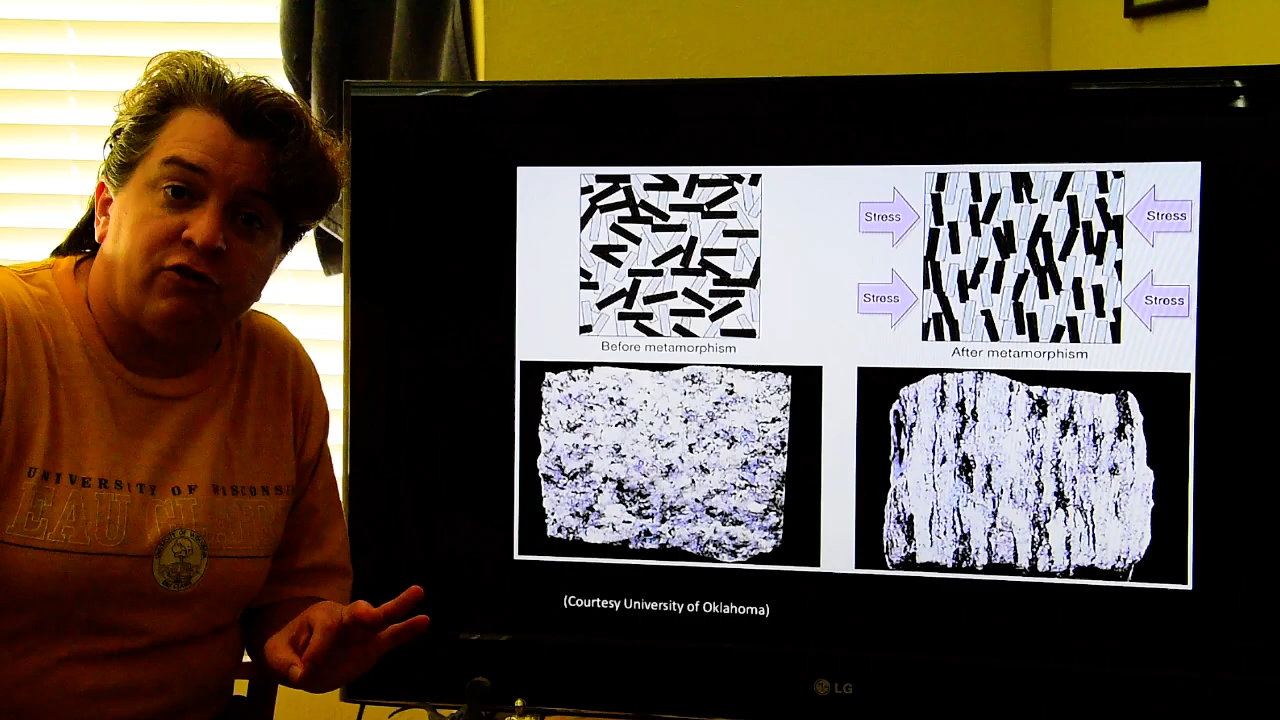 Stress
Stress
Stress
Stress
Before metamorphism
After metamorphism
UNIVERSITY OF WISCONSIN
EAU CLAIRE
(Courtesy University of Oklahoma)
LG